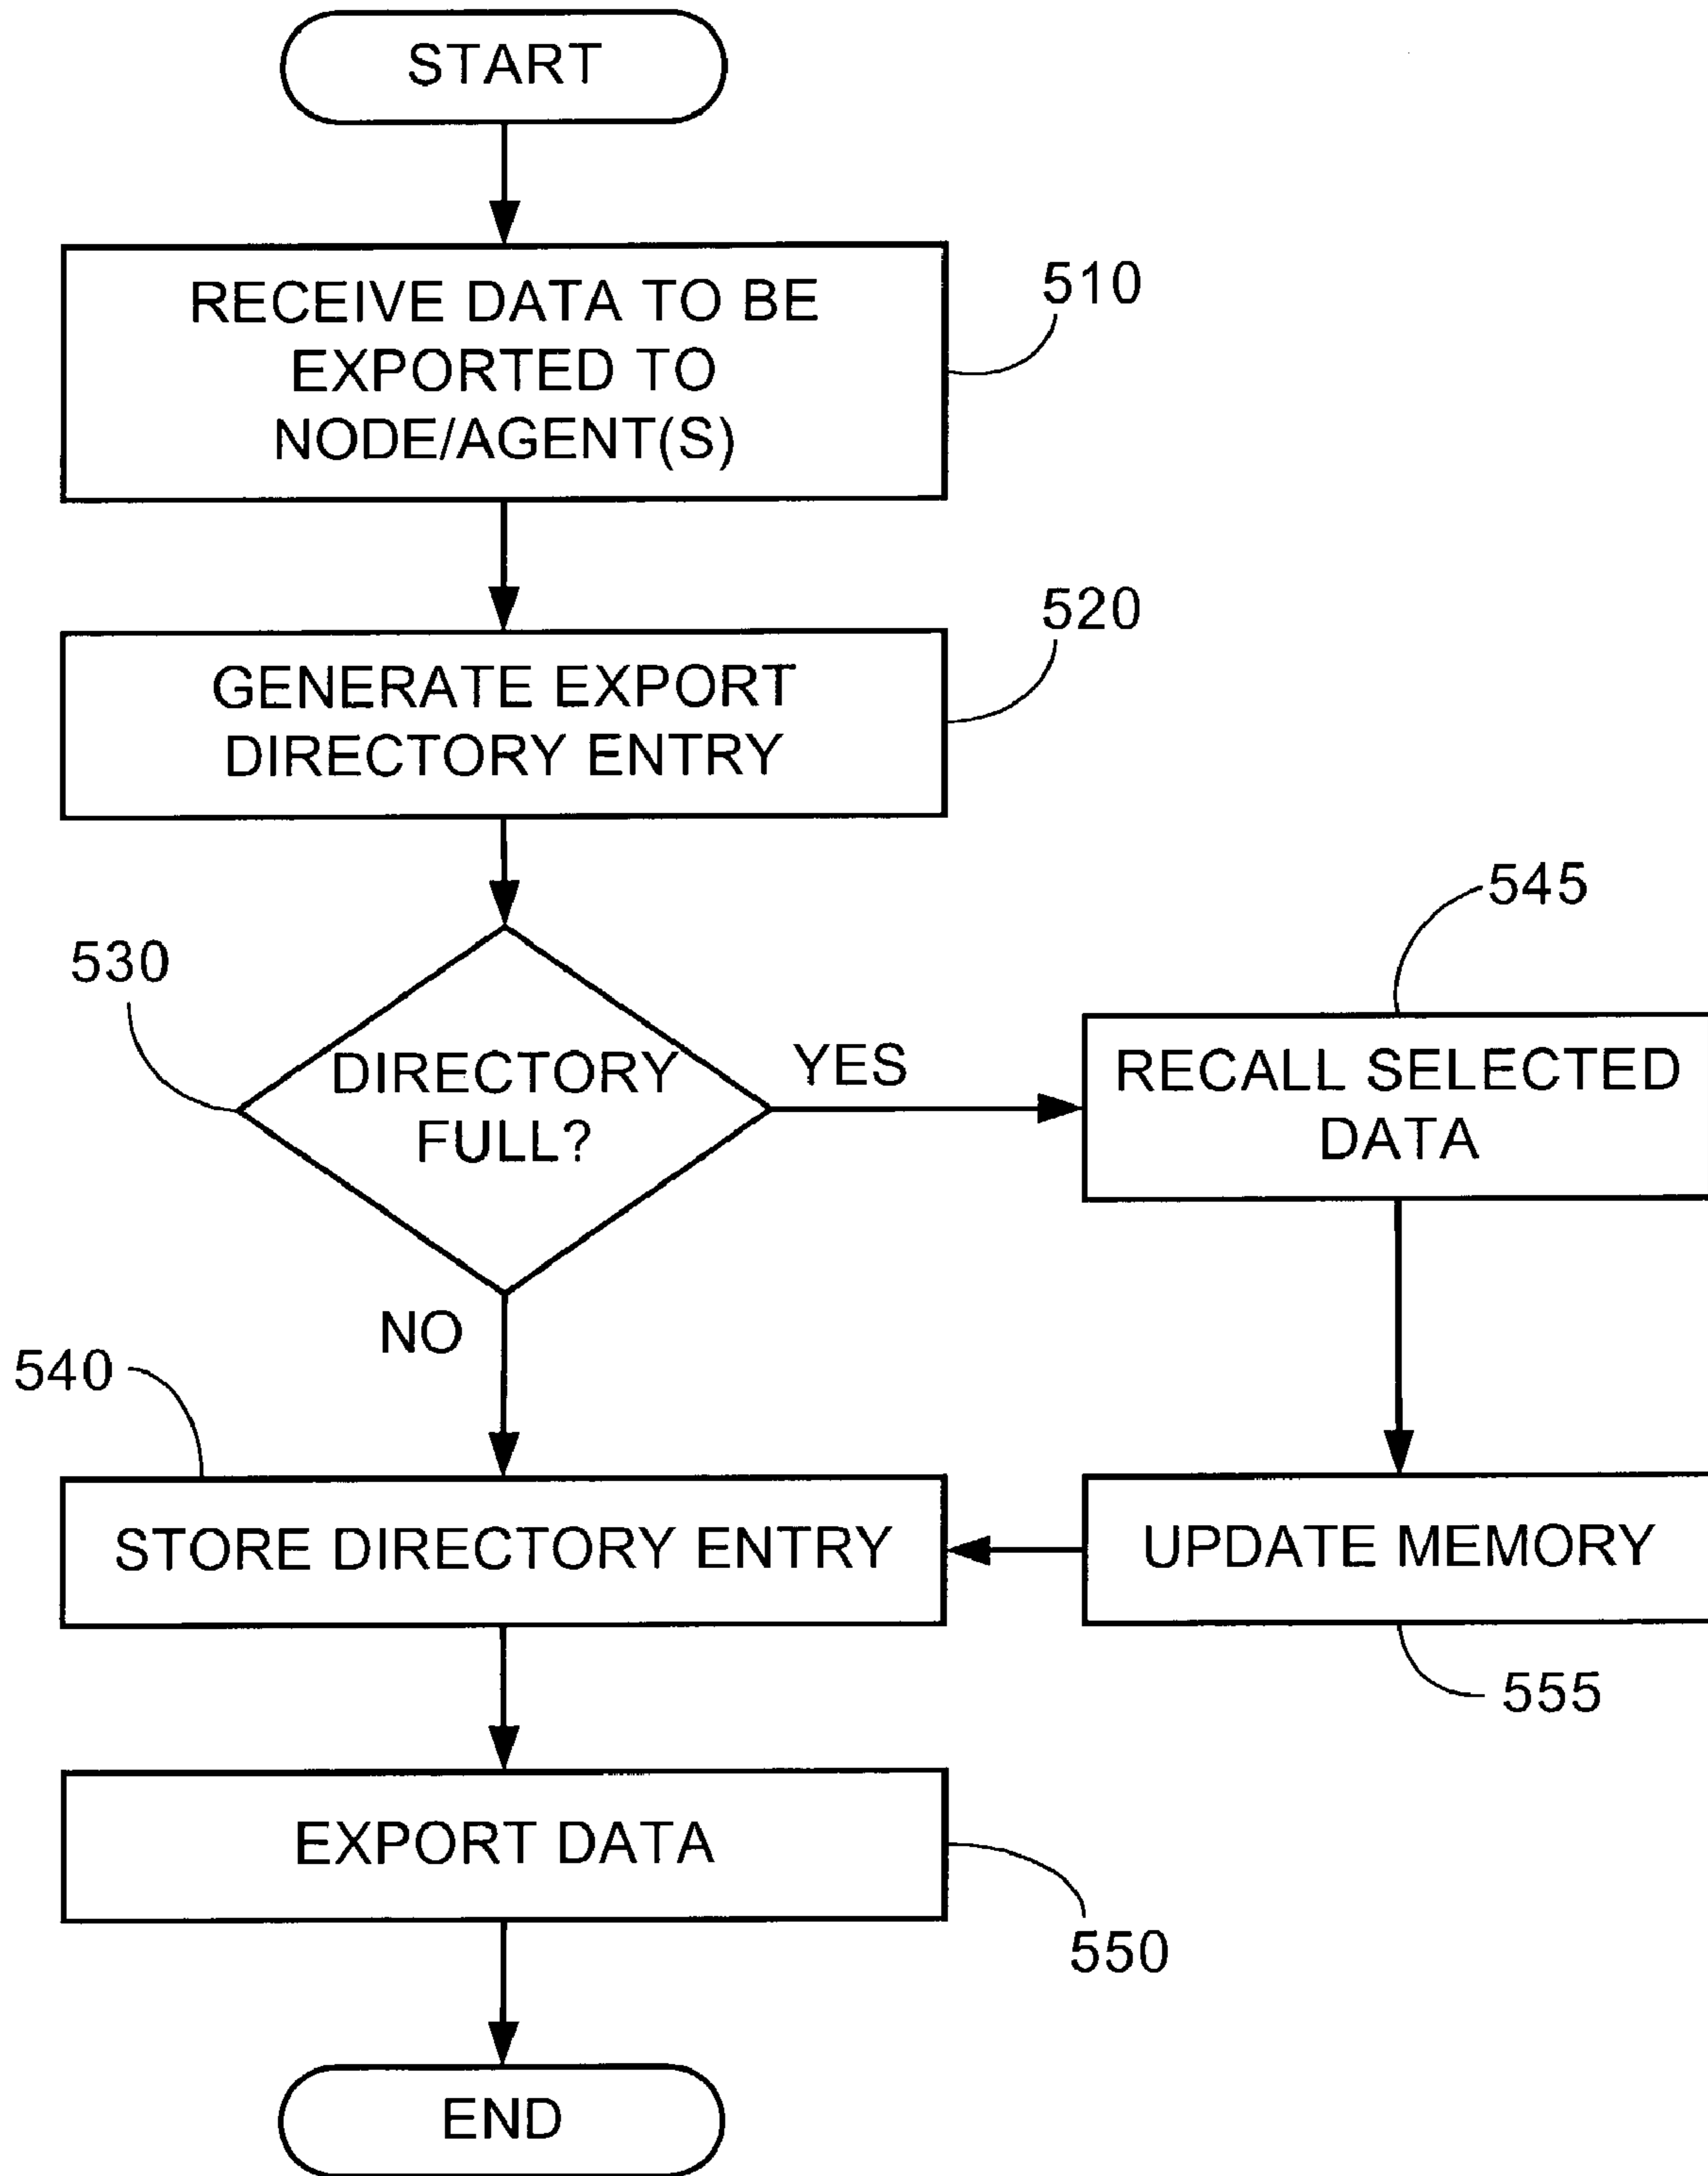 START
RECEIVE DATA TO BE
EXPORTED TO
NODE/AGENT(S)
510
GENERATE EXPORT
DIRECTORY ENTRY
520
530
DIRECTORY
FULL?
YES
NO
545
RECALL SELECTED
DATA
540
STORE DIRECTORY ENTRY
UPDATE MEMORY
555
EXPORT DATA
550
END